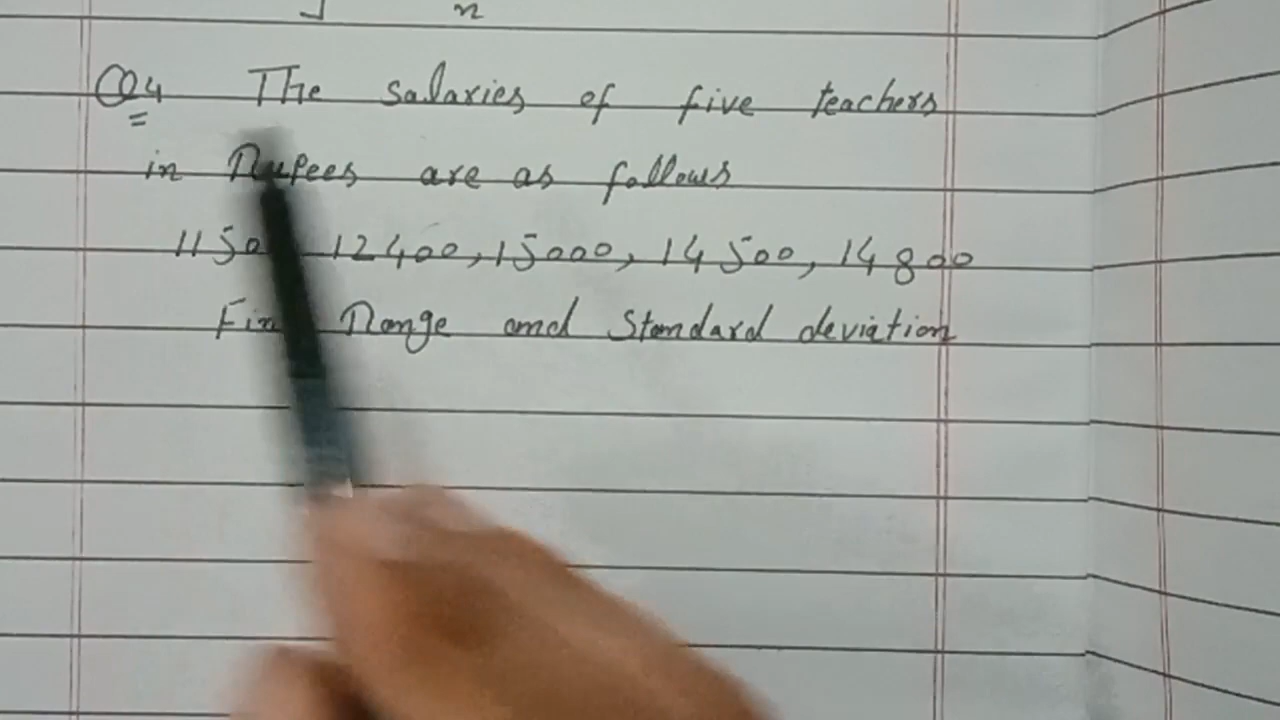 n
Q4 The salaries of five teachers
in Rupees are as follows
12400, 15000, 14500, 14800
Range and Standard deviation